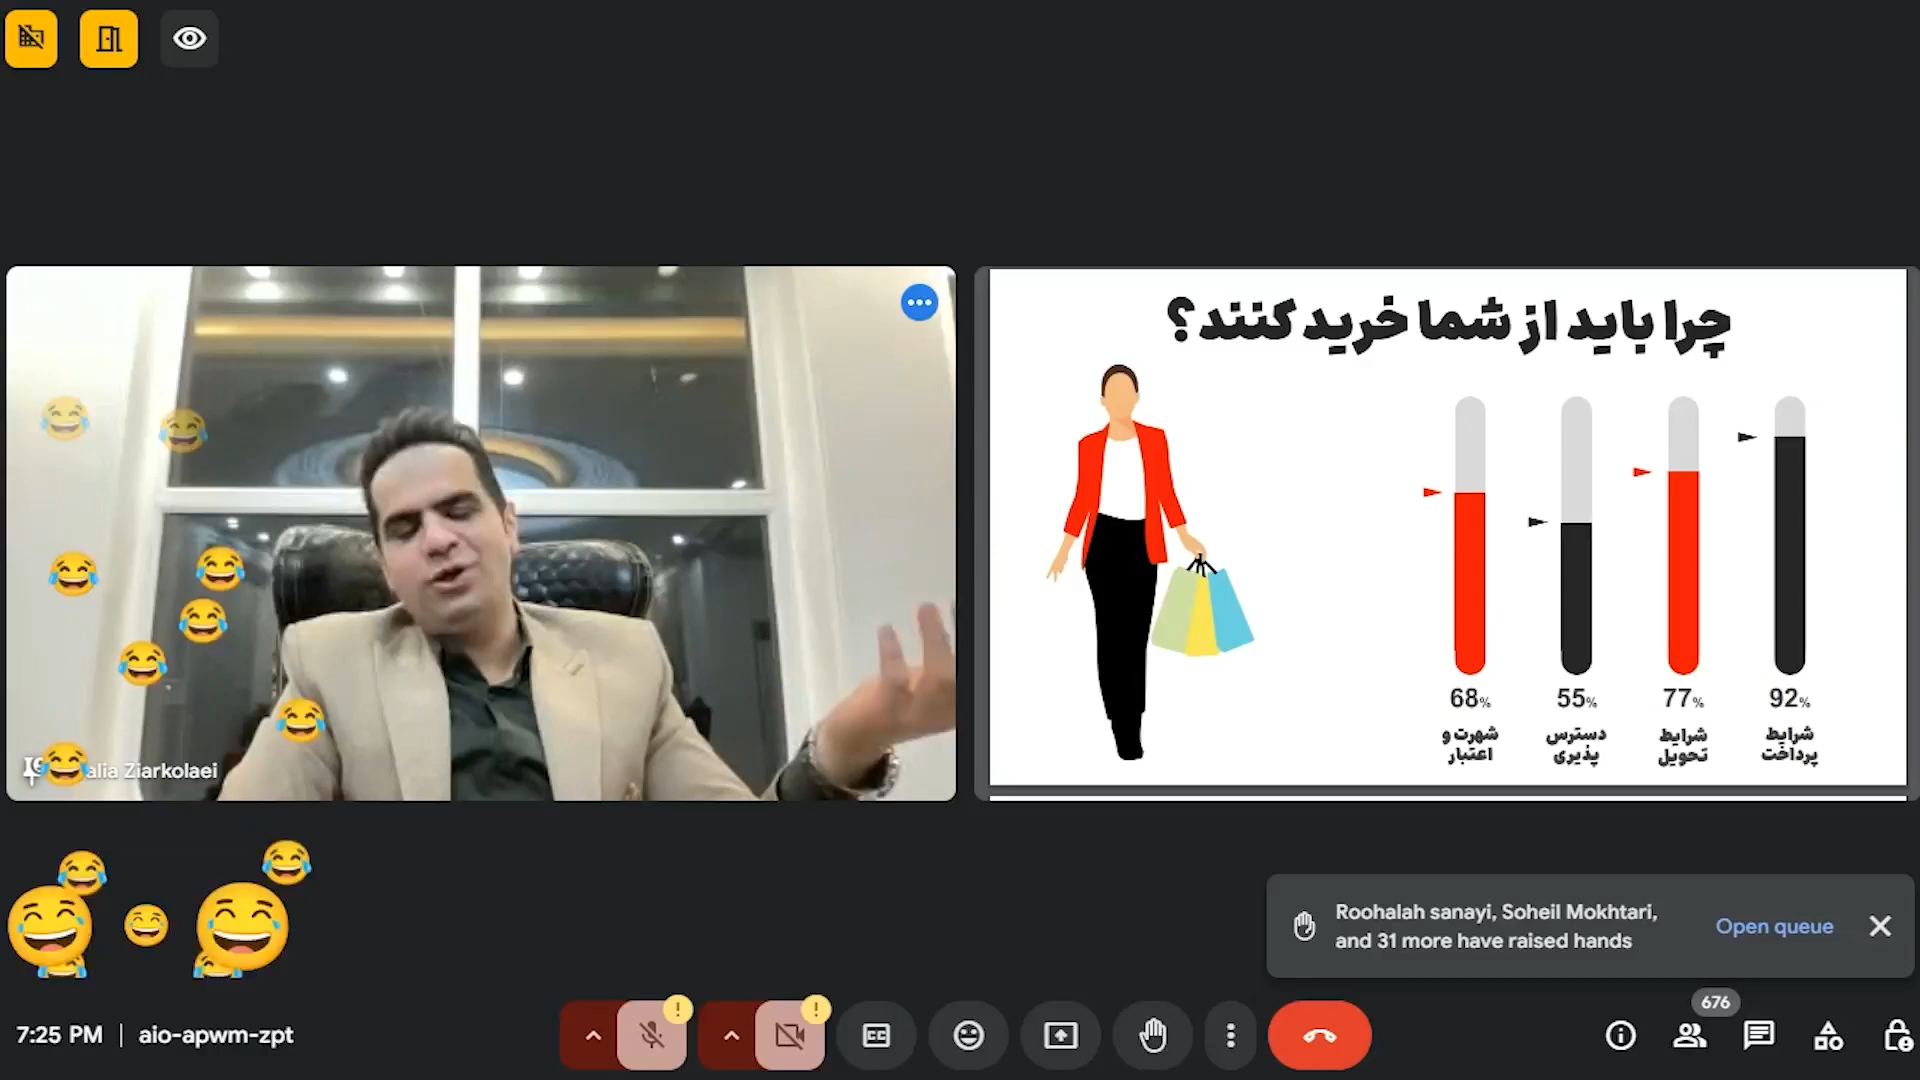 چرا باید از شما خرید کنند؟
68%
55%
77%
92%
شهرت و
اعتبار
دسترس
پذیری
شرایط
تحویل
شرایط
پرداخت
alia Ziarkolaei
Roohalah sanayi, Soheil Mokhtari,
and 31 more have raised hands
Open queue
676
7:25 PM | aio-apwm-zpt
CC